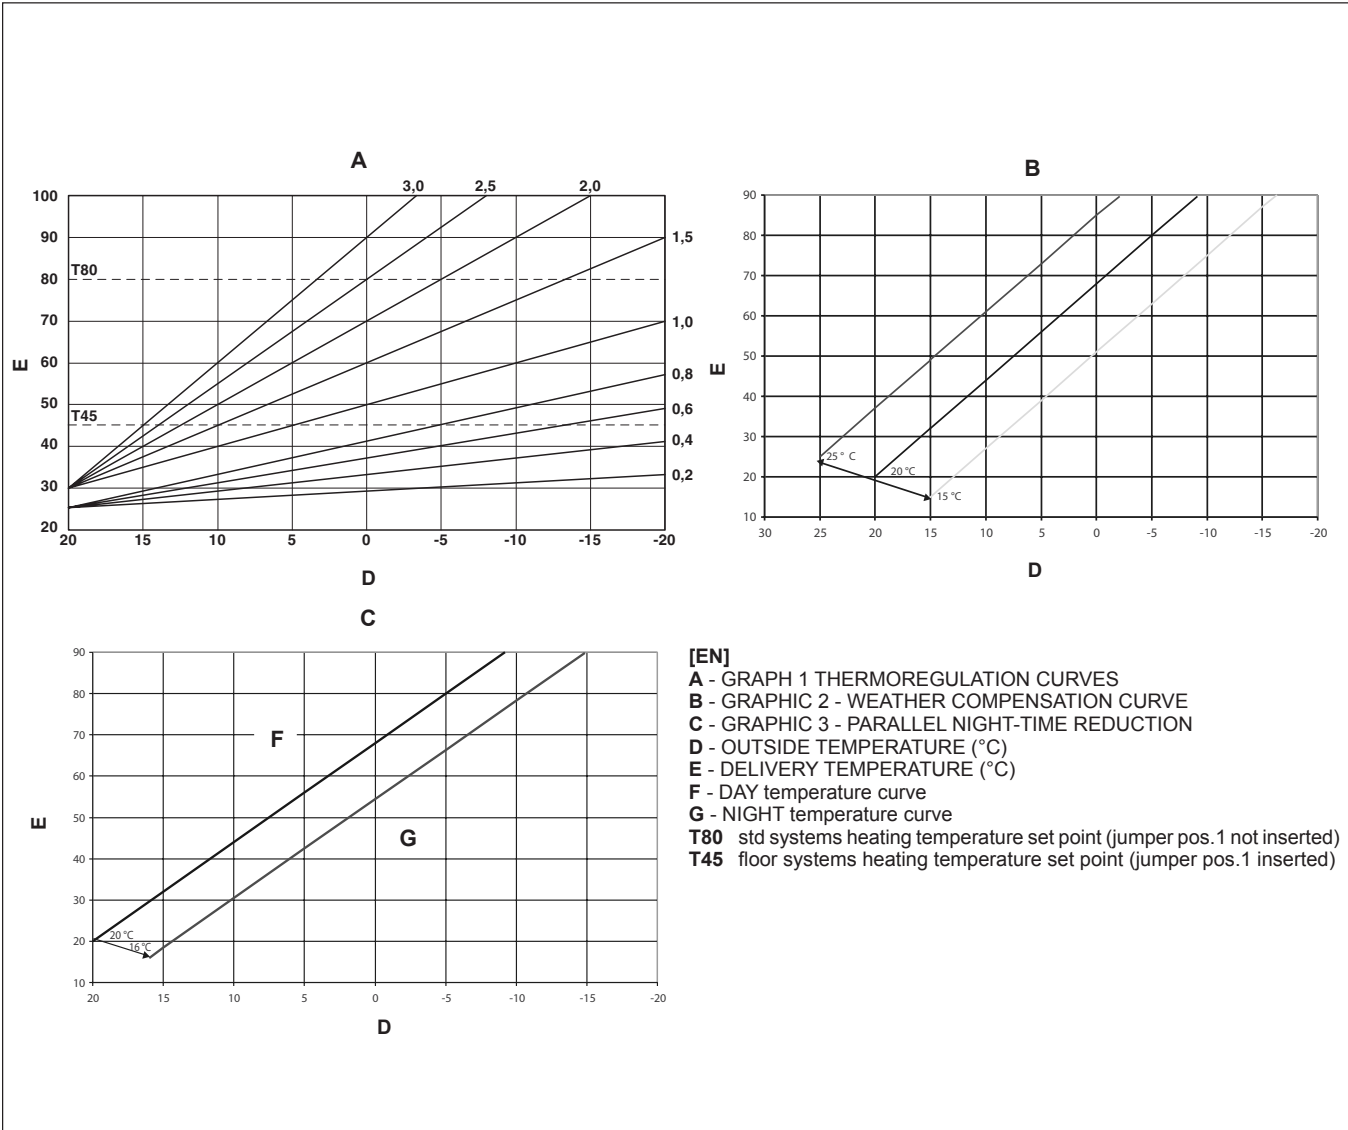 A
3,0 2,5 2,0
100
90
80
70
60
50
40
30
20
T80
T45
1,5
1,0
0,8
0,6
0,4
0,2
E
20 15 10 5 0 -5 -10 -15 -20
D
B
90
80
70
60
50
40
30
20
10
E
25 ° C
20 °C
15 °C
30 25 20 15 10 5 0 -5 -10 -15 -20
D
C
90
80
70
60
50
40
30
20
10
E
F
G
20 °C
16 °C
20 15 10 5 0 -5 -10 -15 -20
D
[EN]
A - GRAPH 1 THERMOREGULATION CURVES
B - GRAPHIC 2 - WEATHER COMPENSATION CURVE
C - GRAPHIC 3 - PARALLEL NIGHT-TIME REDUCTION
D - OUTSIDE TEMPERATURE (°C)
E - DELIVERY TEMPERATURE (°C)
F - DAY temperature curve
G - NIGHT temperature curve
T80 std systems heating temperature set point (jumper pos.1 not inserted)
T45 floor systems heating temperature set point (jumper pos.1 inserted)